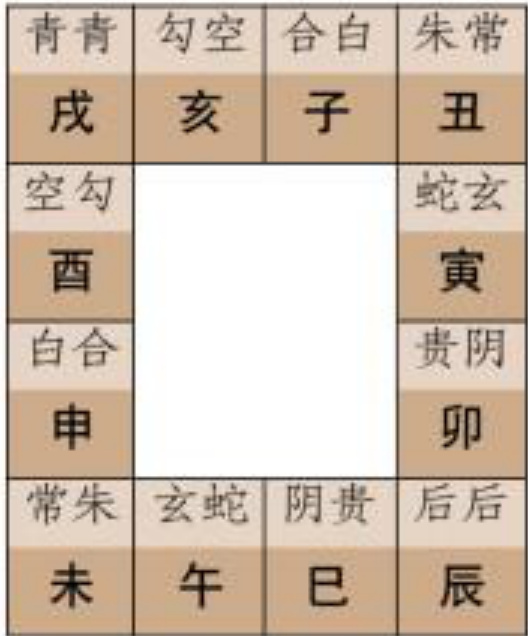 青青 勾空 合白 朱常
戌 亥 子 丑
空勾 蛇玄
酉 寅
白合 贵阴
申 卯
常朱 玄蛇 阴贵 后后
未 午 巳 辰